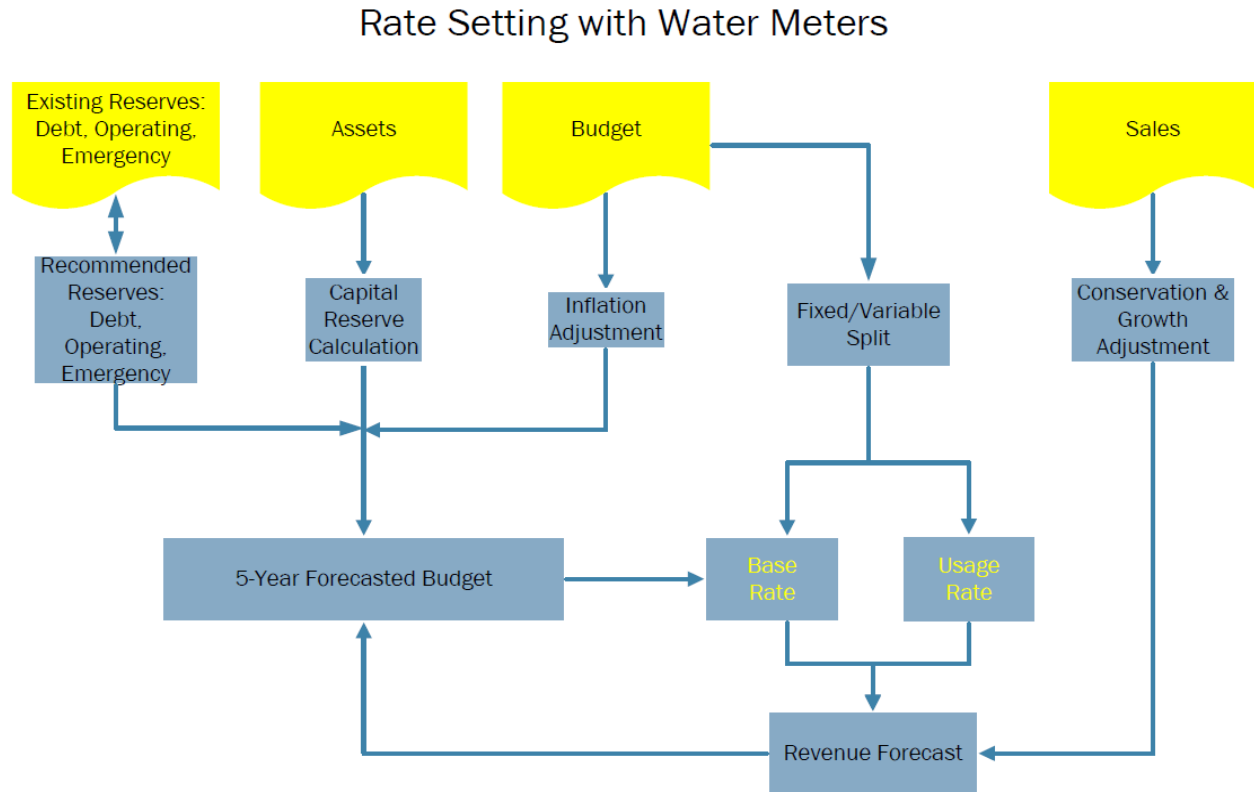 Rate Setting with Water Meters
Existing Reserves:
Debt, Operating,
Emergency
Assets
Budget
Sales
Recommended
Reserves:
Debt,
Operating,
Emergency
Capital
Reserve
Calculation
Inflation
Adjustment
Fixed/Variable
Split
Conservation &
Growth
Adjustment
5-Year Forecasted Budget
Base
Rate
Usage
Rate
Revenue Forecast